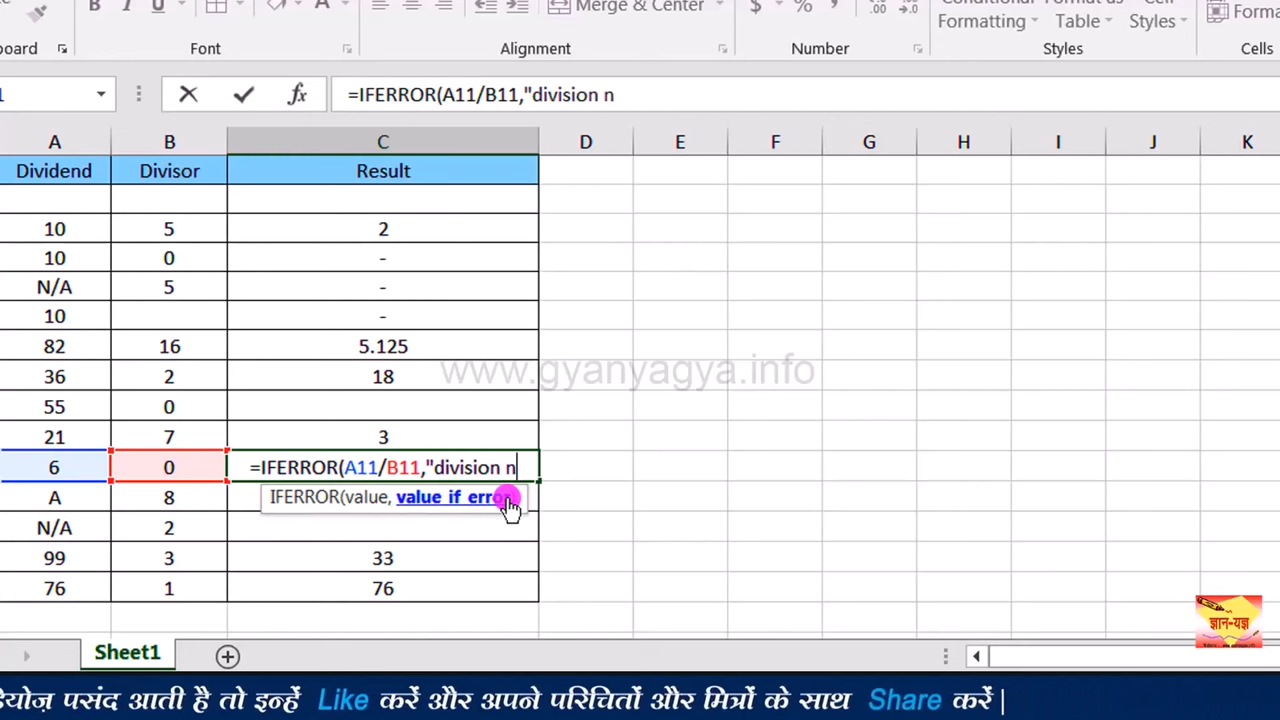 B I U
Merge & Center
$ % ,
Formatting
Table
Styles
Font
Alignment
Number
Styles
Cells
=IFERROR(A11/B11,"division n
A B C D E F G H I J K
Dividend Divisor Result
10 5 2
10 0 -
N/A 5 -
10 -
82 16 5.125
36 2 18
55 0
21 7 3
6 0 =IFERROR(A11/B11,"division n
IFERROR(value, value_if_error)
A 8
N/A 2
99 3 33
76 1 76
www.gyanyagya.info
ज्ञान-यज्ञ
Sheet1
पसंद आती है तो इन्हें Like करें और अपने परिचितों और मित्रों के साथ Share करें |